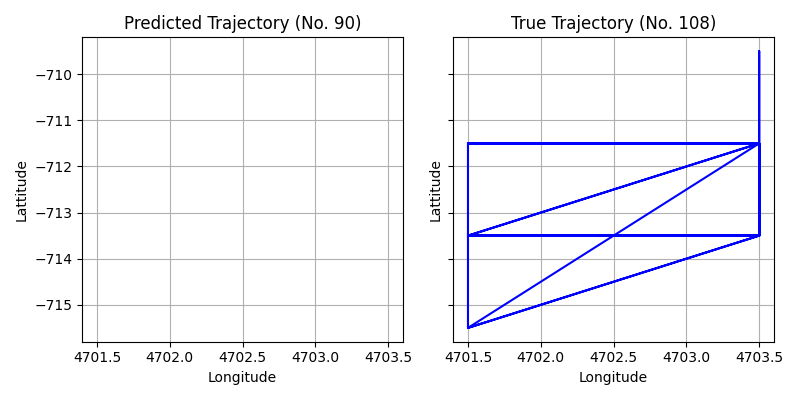 Predicted Trajectory (No. 90)
True Trajectory (No. 108)
−710
−711
−712
−713
−714
−715
Lattitude
Lattitude
4701.5 4702.0 4702.5 4703.0 4703.5
4701.5 4702.0 4702.5 4703.0 4703.5
Longitude
Longitude